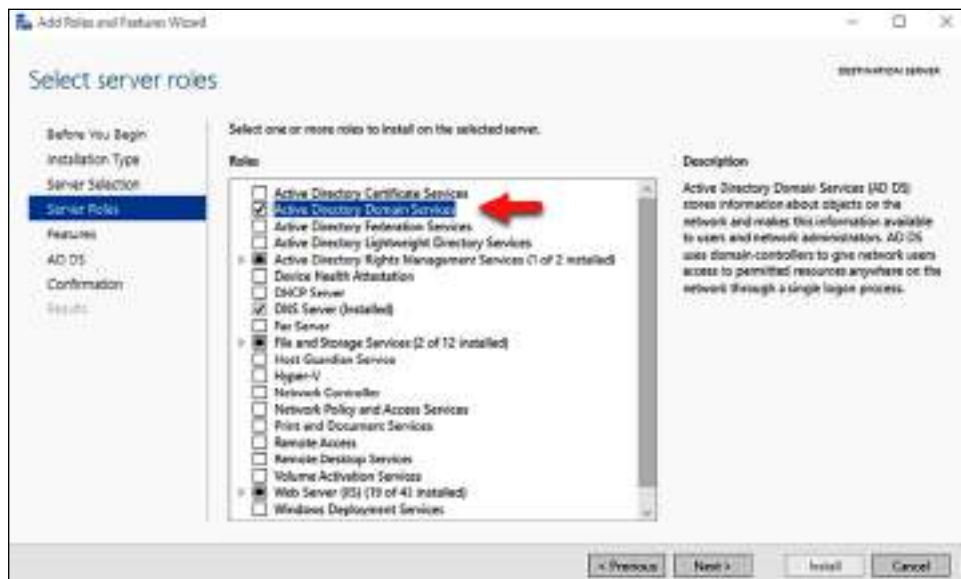 Add Roles and Features Wizard
Select server roles
DESTINATION SERVER
Before You Begin
Installation Type
Server Selection
Server Roles
Features
AD DS
Confirmation
Results
Select one or more roles to install on the selected server.
Roles
Active Directory Certificate Services
Active Directory Domain Services
Active Directory Federation Services
Active Directory Lightweight Directory Services
Active Directory Rights Management Services (1 of 2 installed)
Device Health Attestation
DHCP Server
DNS Server (Installed)
Fax Server
File and Storage Services (2 of 12 installed)
Host Guardian Service
Hyper-V
Network Controller
Network Policy and Access Services
Print and Document Services
Remote Access
Remote Desktop Services
Volume Activation Services
Web Server (IIS) (19 of 43 installed)
Windows Deployment Services
Description
Active Directory Domain Services (AD DS)
stores information about objects on the
network and makes this information available
to users and network administrators. AD DS
uses domain controllers to give network users
access to permitted resources anywhere on the
network through a single logon process.
< Previous
Next >
Install
Cancel